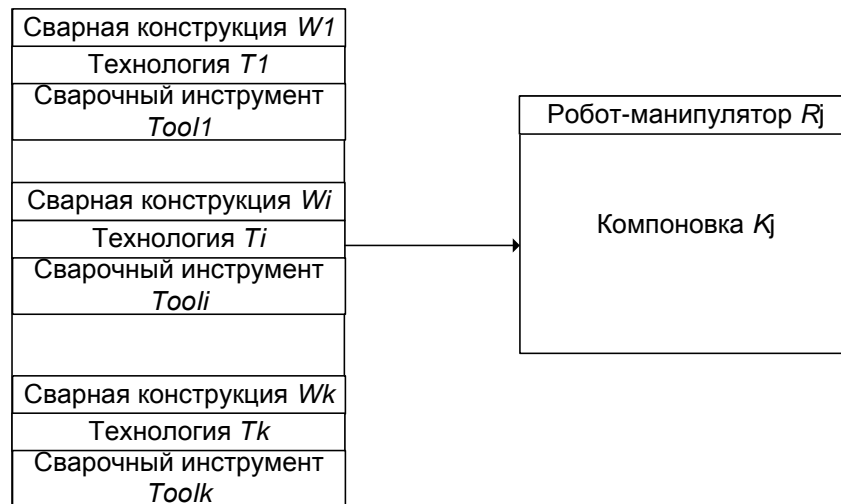 Сварная конструкция W1
Технология T1
Сварочный инструмент
Tool1
Сварная конструкция Wi
Технология Ti
Сварочный инструмент
Tooli
Сварная конструкция Wk
Технология Tk
Сварочный инструмент
Toolk
Робот-манипулятор Rj
Компоновка Kj